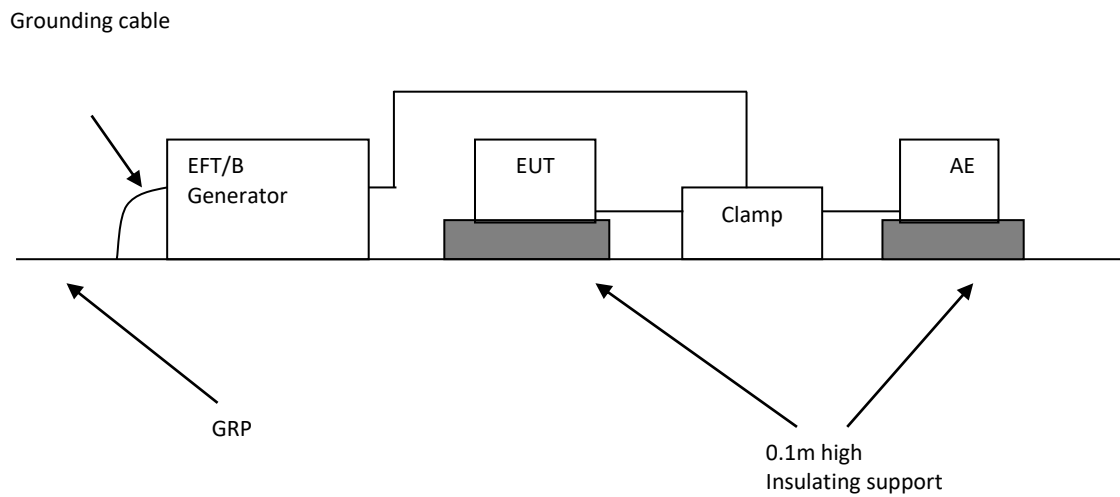 Grounding cable
EFT/B
Generator
EUT
Clamp
AE
GRP
0.1m high
Insulating support